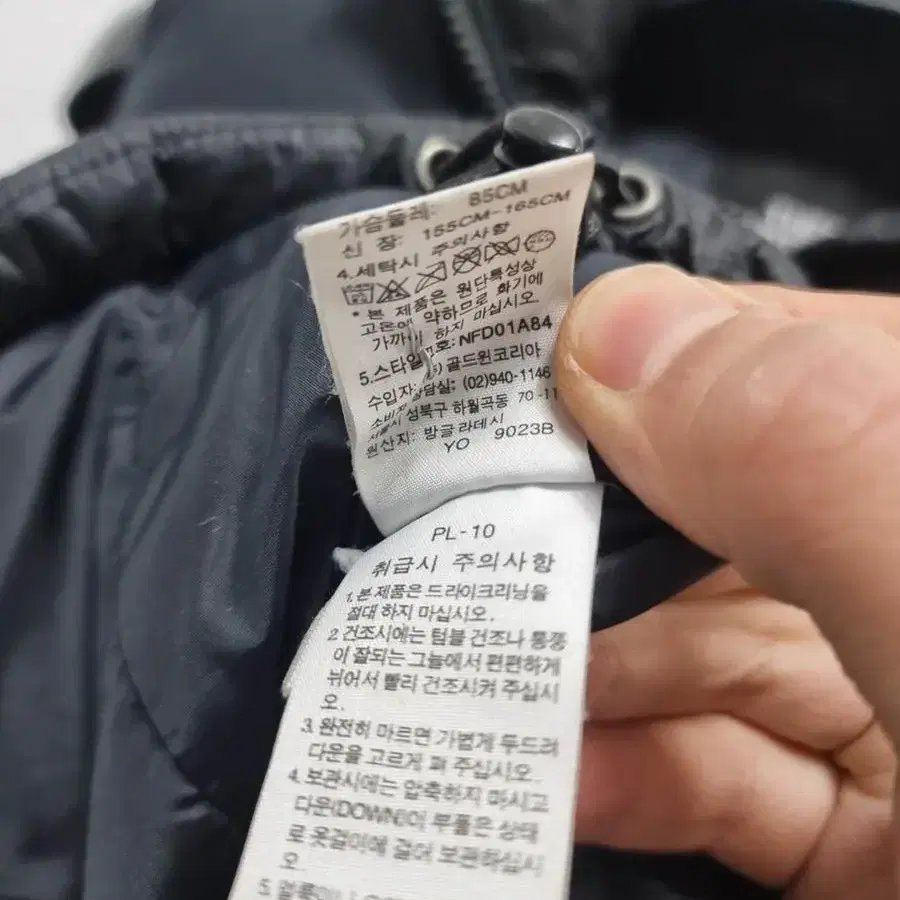 가슴둘레: 85CM
신 장: 155CM-165CM
4.세탁시 주의사항
* 본 제품은 원단특성상
고온에 약하므로 화기에
가까이 하지 마십시오.
5.스타일 호: NFD01A84
수입자: 골드윈코리아
소비자상담실: (02)940-1146
서울시 성북구 하월곡동 70-11
원산지: 방글라데시
YO 9023B
PL-10
취급시 주의사항
1.본 제품은 드라이크리닝을
절대 하지 마십시오.
2.건조시에는 텀블 건조나 통풍
이 잘되는 그늘에서 편편하게
뉘어서 빨리 건조시켜 주십시
오.
3.완전히 마르면 가볍게 두드려
다운을 고르게 펴 주십시오.
4.보관시에는 압축하지 마시고
다운(DOWN)이 부풀은 상태
로 옷걸이에 걸어 보관하십시
오.
5.